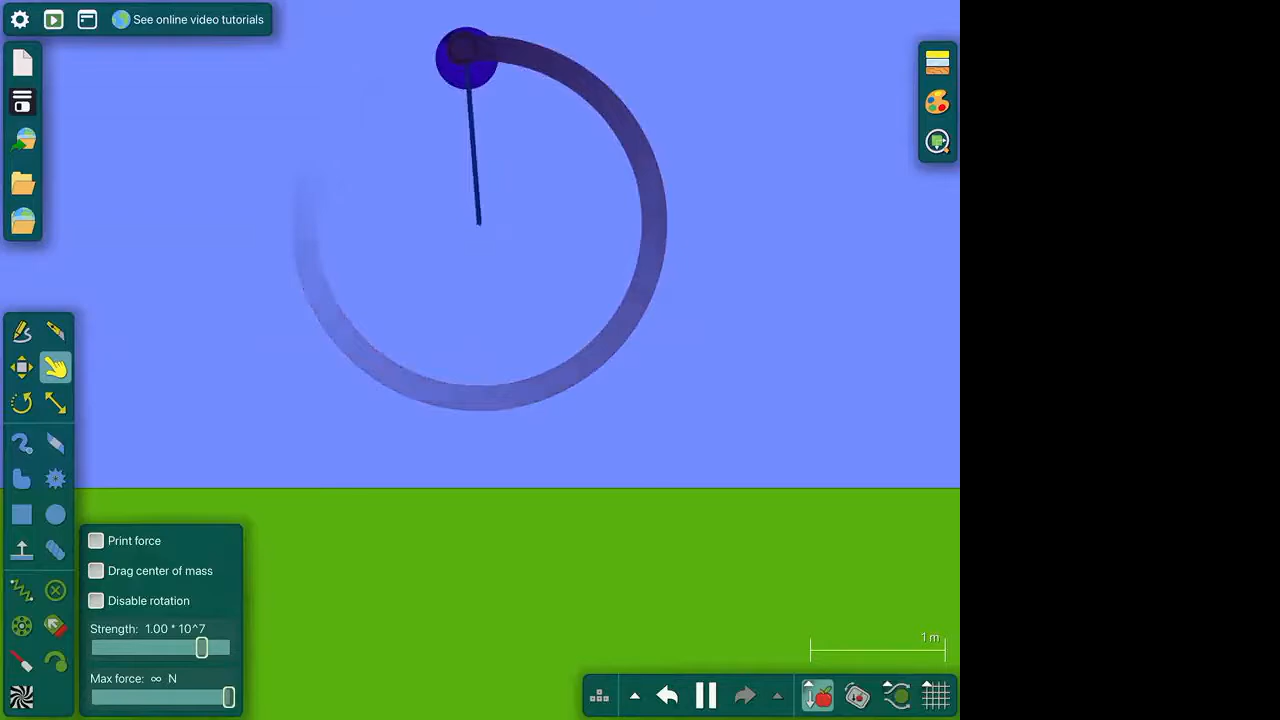 See online video tutorials
Print force
Drag center of mass
Disable rotation
Strength: 1.00 * 10^7
Max force: ∞ N
1 m